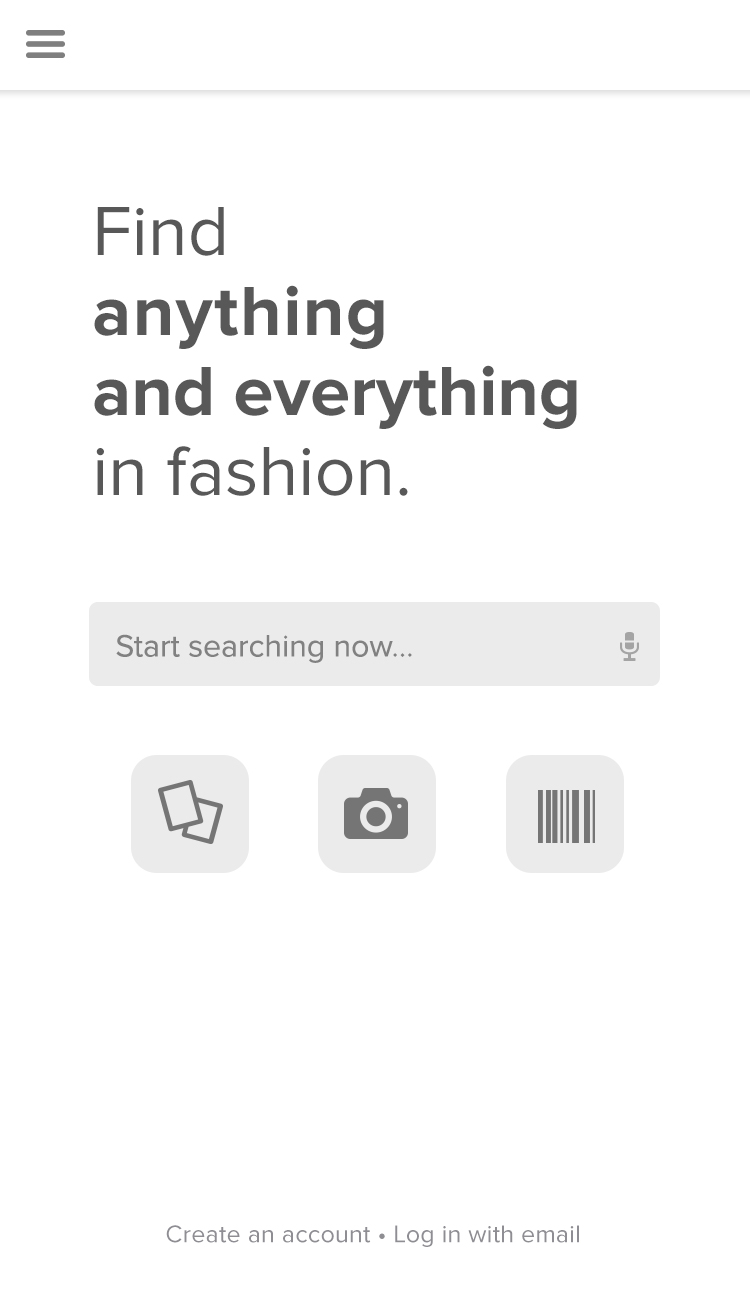 Find
anything
and everything
in fashion.
Start searching now...
Create an account • Log in with email